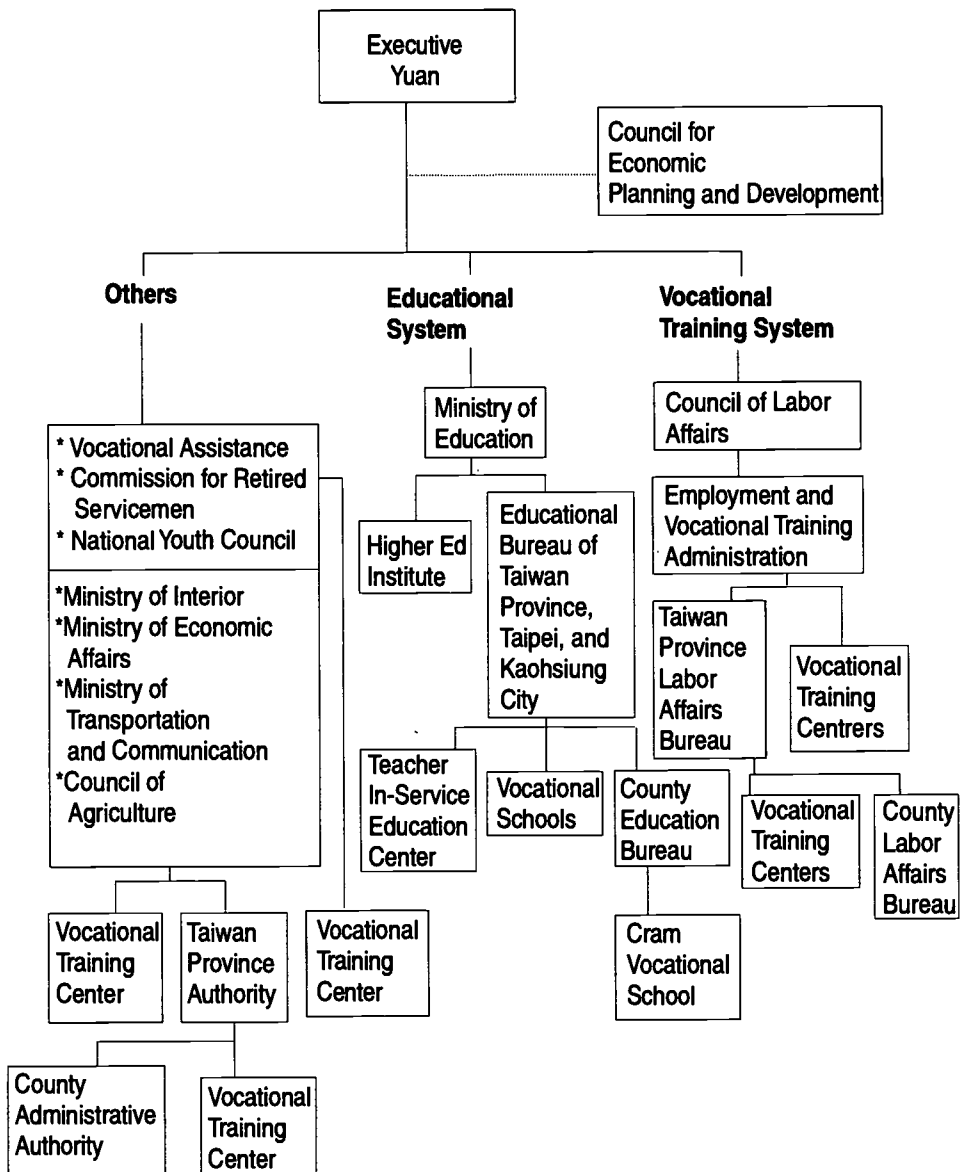 Executive
Yuan
Council for
Economic
Planning and Development
Others
Educational
System
Vocational
Training System
Ministry of
Education
Council of Labor
Affairs
* Vocational Assistance
* Commission for Retired
Servicemen
* National Youth Council
*Ministry of Interior
*Ministry of Economic
Affairs
*Ministry of
Transportation
and Communication
*Council of
Agriculture
Higher Ed
Institute
Educational
Bureau of
Taiwan
Province,
Taipei, and
Kaohsiung
City
Employment and
Vocational Training
Administration
Taiwan
Province
Labor
Affairs
Bureau
Vocational
Training
Centrers
Teacher
In-Service
Education
Center
Vocational
Schools
County
Education
Bureau
Vocational
Training
Centers
County
Labor
Affairs
Bureau
Vocational
Training
Center
Taiwan
Province
Authority
Vocational
Training
Center
Cram
Vocational
School
County
Administrative
Authority
Vocational
Training
Center